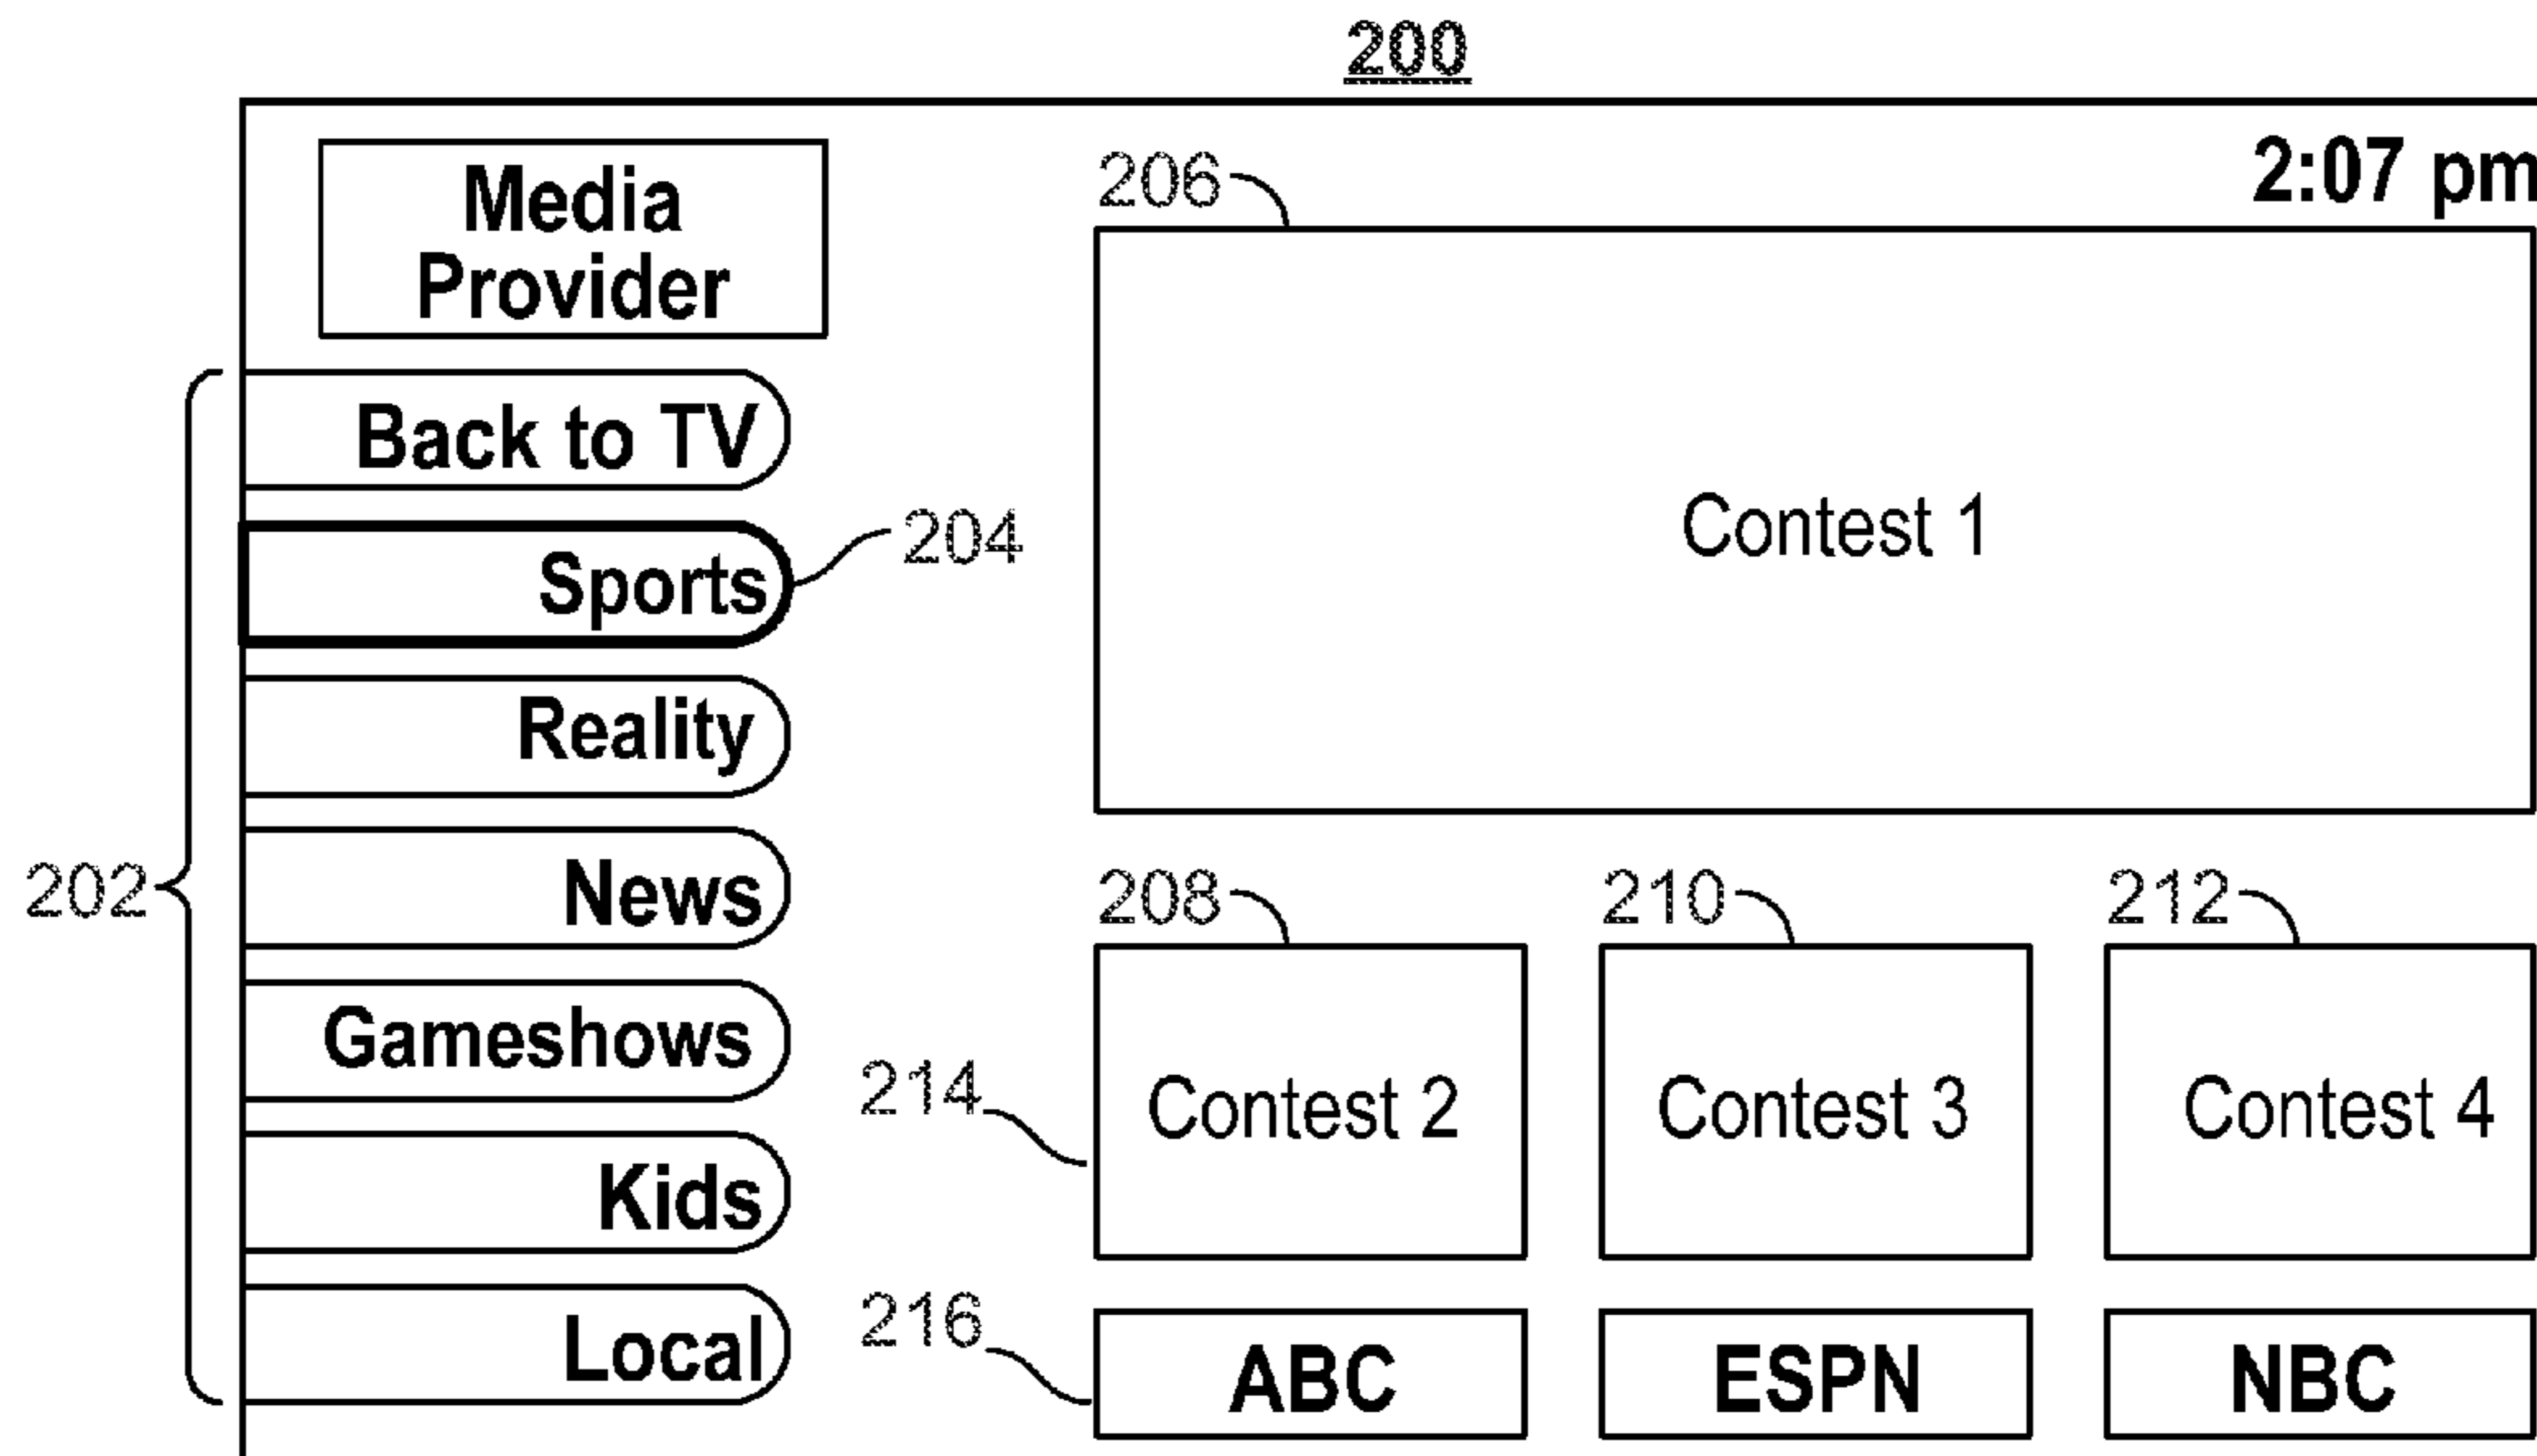 200
2:07 pm
Media
Provider
206
Back to TV
Contest 1
204
Sports
Reality
202
News
208
210
212
Gameshows
214
Contest 2
Contest 3
Contest 4
Kids
216
Local
ABC
ESPN
NBC